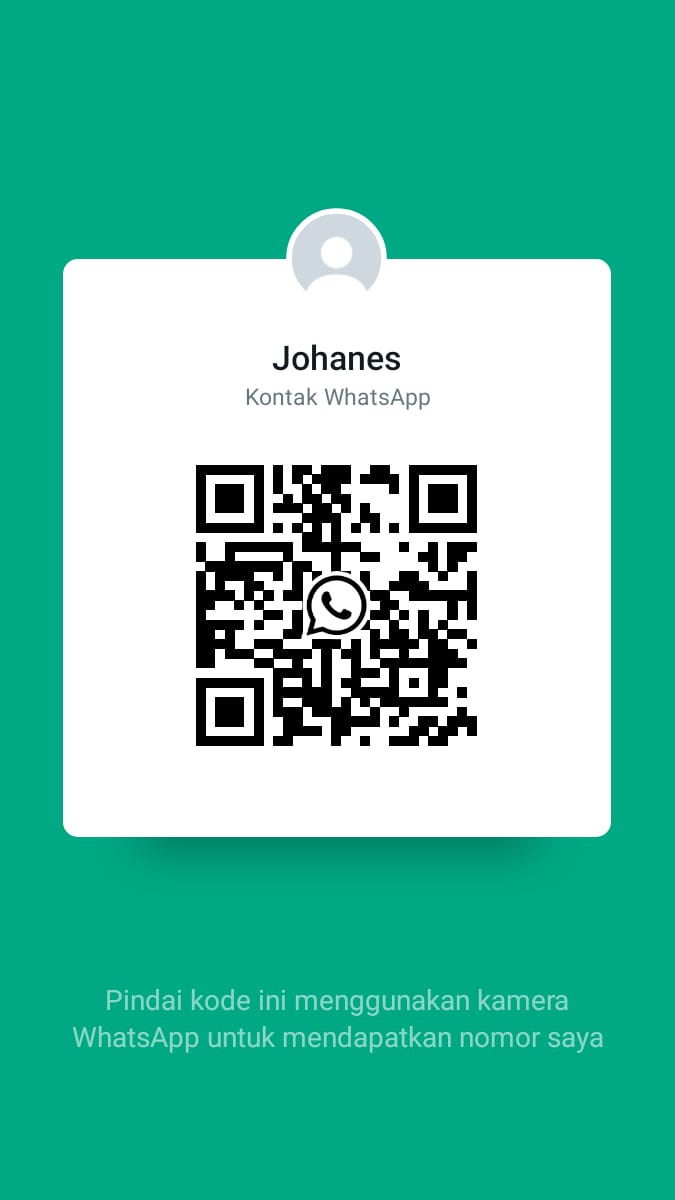 Johanes
Kontak WhatsApp
Pindai kode ini menggunakan kamera
WhatsApp untuk mendapatkan nomor saya